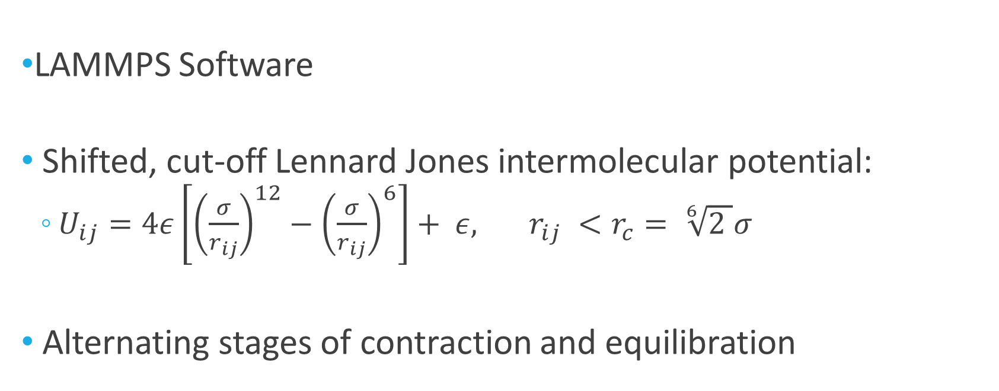 •LAMMPS Software
• Shifted, cut-off Lennard Jones intermolecular potential:
◦ $U_{ij} = 4\epsilon \left[ \left( \frac{\sigma}{r_{ij}} \right)^{12} - \left( \frac{\sigma}{r_{ij}} \right)^{6} \right] + \epsilon, \quad r_{ij} < r_c = \sqrt[6]{2}\sigma$
• Alternating stages of contraction and equilibration